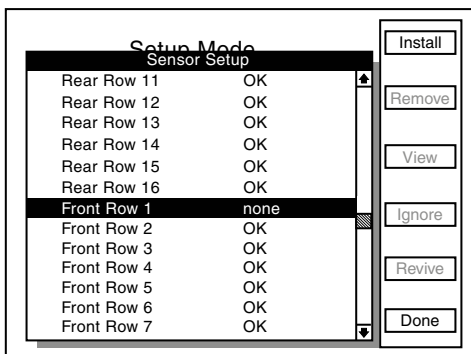 Setup Mode
Sensor Setup
Rear Row 11 OK
Rear Row 12 OK
Rear Row 13 OK
Rear Row 14 OK
Rear Row 15 OK
Rear Row 16 OK
Front Row 1 none
Front Row 2 OK
Front Row 3 OK
Front Row 4 OK
Front Row 5 OK
Front Row 6 OK
Front Row 7 OK
Install
Remove
View
Ignore
Revive
Done